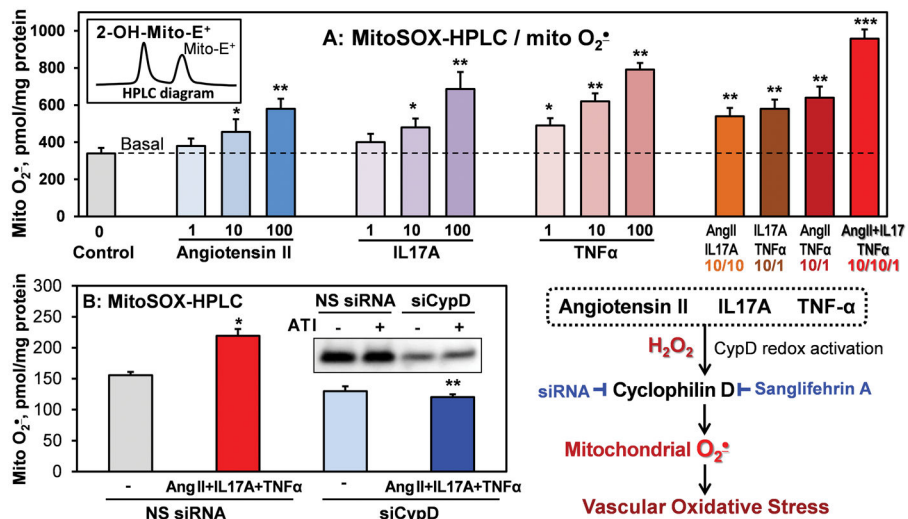 A: MitoSOX-HPLC / mito O₂•̱
2-OH-Mito-E⁺
Mito-E⁺
HPLC diagram
Mito O₂•̱, pmol/mg protein
1000
800
600
400
200
0
Basal
* ** * ** * ** ** ** ** ** ***
0 1 10 100 1 10 100 1 10 100
Control Angiotensin II IL17A TNFα
AngII IL17A AngII AngII+IL17
IL17A TNFα TNFα TNFα
10/10 10/1 10/1 10/10/1
B: MitoSOX-HPLC
Mito O₂•̱, pmol/mg protein
300
250
200
150
100
50
0
NS siRNA siCypD
ATI - + - +
* **
- Ang II+IL17A+TNFα - Ang II+IL17A+TNFα
NS siRNA siCypD
Angiotensin II IL17A TNF-α
H₂O₂ CypD redox activation
siRNA Cyclophilin D Sanglifehrin A
Mitochondrial O₂•̱
Vascular Oxidative Stress